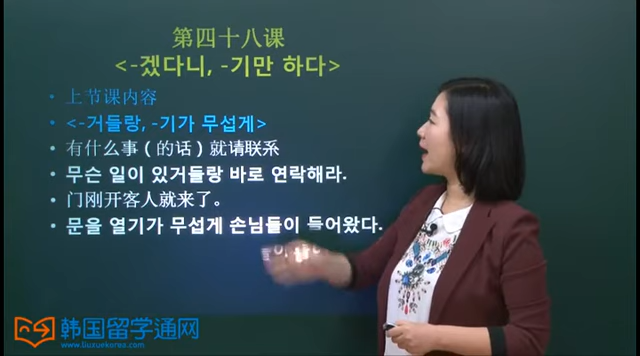 第四十八课
<-겠다니, -기만 하다>
• 上节课内容
• <-거들랑, -기가 무섭게>
• 有什么事（的话）就请联系
• 무슨 일이 있거들랑 바로 연락해라.
• 门刚开客人就来了。
• 문을 열기가 무섭게 손님들이 들어왔다.
韩国留学通网
www.liuxuekorea.com